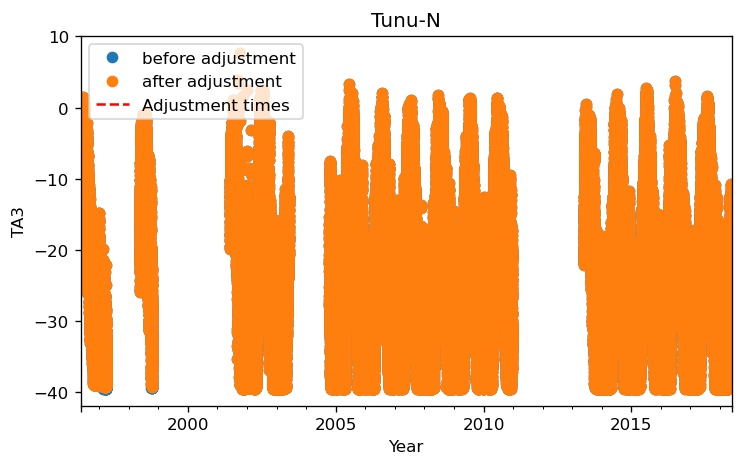 Tunu-N
before adjustment
after adjustment
Adjustment times
10
0
−10
−20
−30
−40
TA3
2000
2005
2010
2015
Year